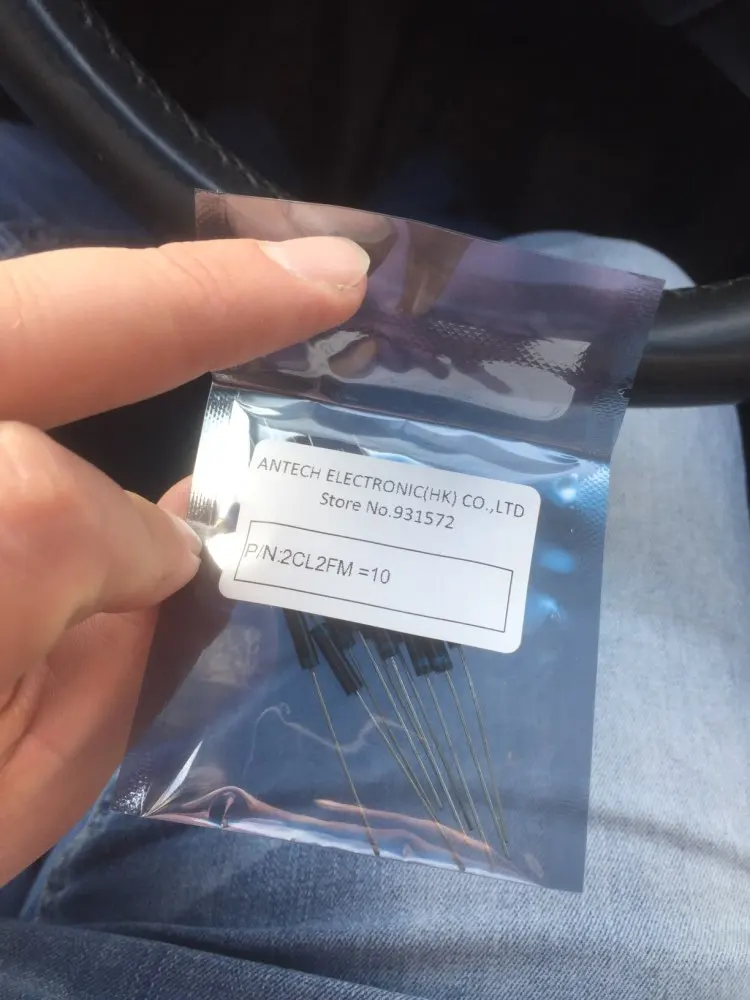 ANTECH ELECTRONIC(HK) CO.,LTD
Store No.931572
P/N:2CL2FM =10